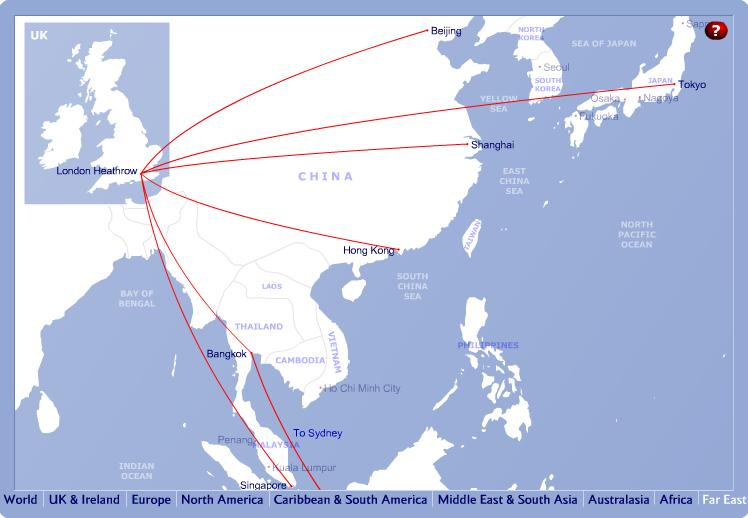 UK
London Heathrow
Beijing
NORTH
KOREA
SEA OF JAPAN
?
Seoul
SOUTH
KOREA
JAPAN
Tokyo
YELLOW
SEA
Osaka
Nagoya
Fukuoka
Shanghai
CHINA
EAST
CHINA
SEA
TAIWAN
NORTH
PACIFIC
OCEAN
Hong Kong
SOUTH
CHINA
SEA
BAY OF
BENGAL
LAOS
THAILAND
VIETNAM
PHILIPPINES
Bangkok
CAMBODIA
Ho Chi Minh City
To Sydney
Penang
MALAYSIA
Kuala Lumpur
INDIAN
OCEAN
Singapore
World UK & Ireland Europe North America Caribbean & South America Middle East & South Asia Australasia Africa Far East